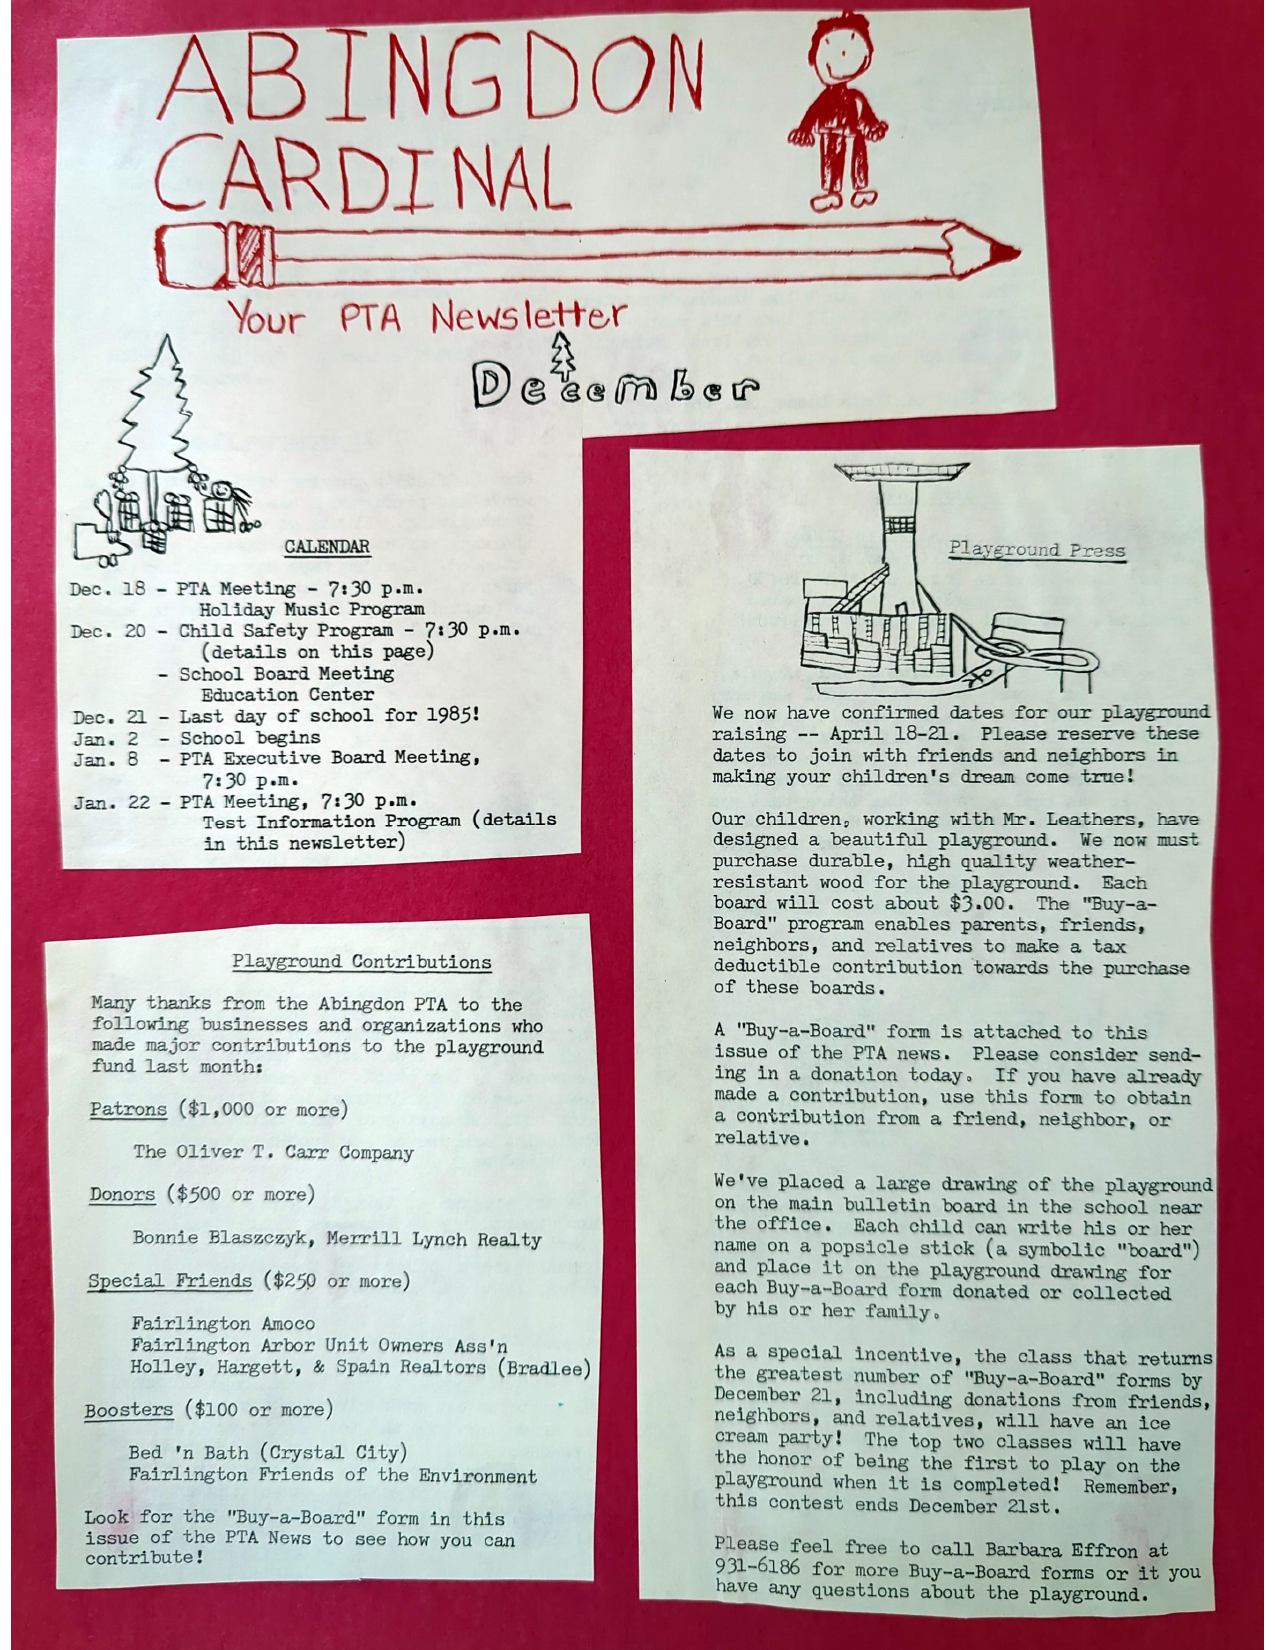 ABINGDON
CARDINAL
Your PTA Newsletter
December
CALENDAR
Dec. 18 - PTA Meeting - 7:30 p.m.
Holiday Music Program
Dec. 20 - Child Safety Program - 7:30 p.m.
(details on this page)
- School Board Meeting
Education Center
Dec. 21 - Last day of school for 1985!
Jan. 2 - School begins
Jan. 8 - PTA Executive Board Meeting,
7:30 p.m.
Jan. 22 - PTA Meeting, 7:30 p.m.
Test Information Program (details
in this newsletter)
Playground Contributions
Many thanks from the Abingdon PTA to the
following businesses and organizations who
made major contributions to the playground
fund last month:
Patrons ($1,000 or more)
The Oliver T. Carr Company
Donors ($500 or more)
Bonnie Blaszczyk, Merrill Lynch Realty
Special Friends ($250 or more)
Fairlington Amoco
Fairlington Arbor Unit Owners Ass'n
Holley, Hargett, & Spain Realtors (Bradlee)
Boosters ($100 or more)
Bed 'n Bath (Crystal City)
Fairlington Friends of the Environment
Look for the "Buy-a-Board" form in this
issue of the PTA News to see how you can
contribute!
Playground Press
We now have confirmed dates for our playground
raising -- April 18-21. Please reserve these
dates to join with friends and neighbors in
making your children's dream come true!
Our children, working with Mr. Leathers, have
designed a beautiful playground. We now must
purchase durable, high quality weather-
resistant wood for the playground. Each
board will cost about $3.00. The "Buy-a-
Board" program enables parents, friends,
neighbors, and relatives to make a tax
deductible contribution towards the purchase
of these boards.
A "Buy-a-Board" form is attached to this
issue of the PTA news. Please consider send-
ing in a donation today. If you have already
made a contribution, use this form to obtain
a contribution from a friend, neighbor, or
relative.
We've placed a large drawing of the playground
on the main bulletin board in the school near
the office. Each child can write his or her
name on a popsicle stick (a symbolic "board")
and place it on the playground drawing for
each Buy-a-Board form donated or collected
by his or her family.
As a special incentive, the class that returns
the greatest number of "Buy-a-Board" forms by
December 21, including donations from friends,
neighbors, and relatives, will have an ice
cream party! The top two classes will have
the honor of being the first to play on the
playground when it is completed! Remember,
this contest ends December 21st.
Please feel free to call Barbara Effron at
931-6186 for more Buy-a-Board forms or it you
have any questions about the playground.